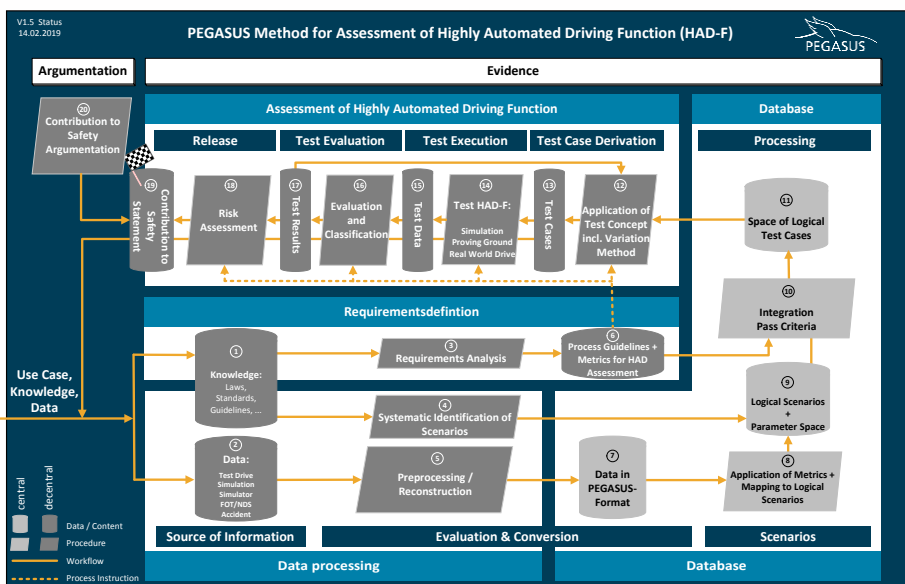 V1.5 Status
14.02.2019
PEGASUS Method for Assessment of Highly Automated Driving Function (HAD-F)
PEGASUS
Argumentation
Evidence
Assessment of Highly Automated Driving Function
Database
Release
Test Evaluation
Test Execution
Test Case Derivation
Processing
20
Contribution to
Safety
Argumentation
19
Contribution to
Safety
Statement
18
Risk
Assessment
17
Test Results
16
Evaluation
and
Classification
15
Test Data
14
Test HAD-F:
Simulation
Proving Ground
Real World Drive
13
Test Cases
12
Application of
Test Concept
incl. Variation
Method
11
Space of Logical
Test Cases
10
Integration
Pass Criteria
Requirementsdefintion
1
Knowledge:
Laws,
Standards,
Guidelines, ...
3
Requirements Analysis
6
Process Guidelines +
Metrics for HAD
Assessment
Use Case,
Knowledge,
Data
4
Systematic Identification of
Scenarios
9
Logical Scenarios
+
Parameter Space
2
Data:
Test Drive
Simulation
Simulator
FOT/NDS
Accident
5
Preprocessing /
Reconstruction
7
Data in
PEGASUS-
Format
8
Application of Metrics +
Mapping to Logical
Scenarios
central
decentral
Data / Content
Procedure
Workflow
Process Instruction
Source of Information
Evaluation & Conversion
Scenarios
Data processing
Database